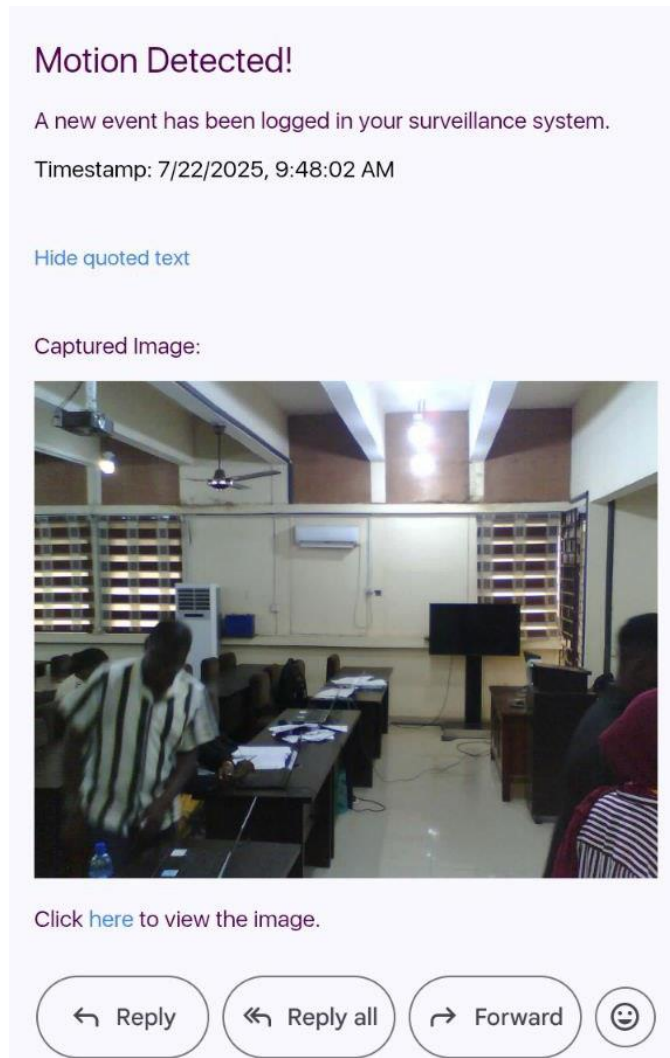 Motion Detected!
A new event has been logged in your surveillance system.
Timestamp: 7/22/2025, 9:48:02 AM
Hide quoted text
Captured Image:
Click here to view the image.
Reply
Reply all
Forward